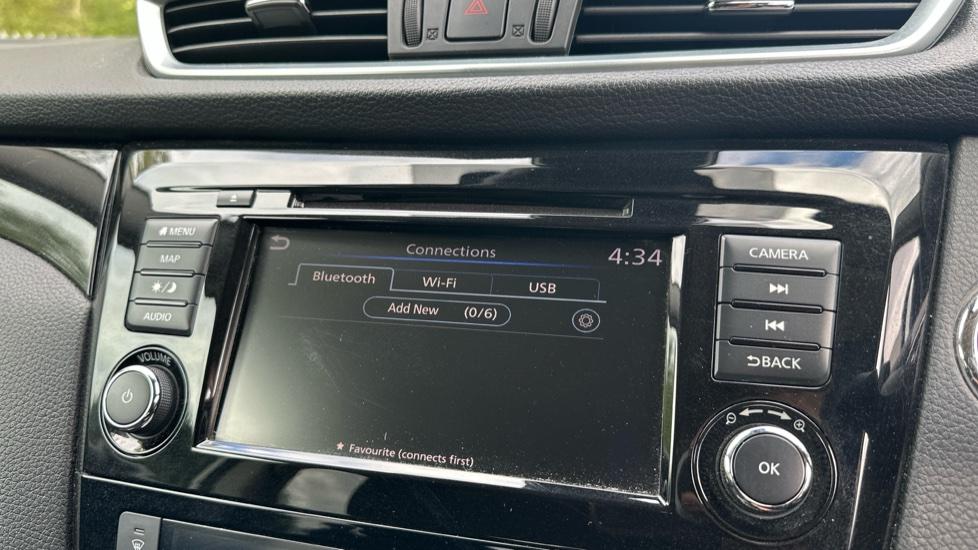 MENU
MAP
AUDIO
VOLUME
Connections
4:34
Bluetooth
Wi-Fi
USB
Add New (0/6)
★ Favourite (connects first)
CAMERA
BACK
OK